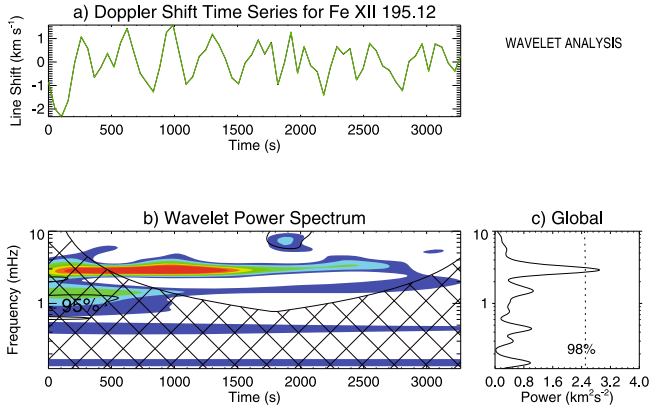 a) Doppler Shift Time Series for Fe XII 195.12
WAVELET ANALYSIS
Line Shift (km s-1)
1
0
-1
-2
0 500 1000 1500 2000 2500 3000
Time (s)
b) Wavelet Power Spectrum
c) Global
Frequency (mHz)
10
1
95%
0 500 1000 1500 2000 2500 3000
Time (s)
10
1
98%
0.0 0.8 1.6 2.4 3.2 4.0
Power (km2s-2)